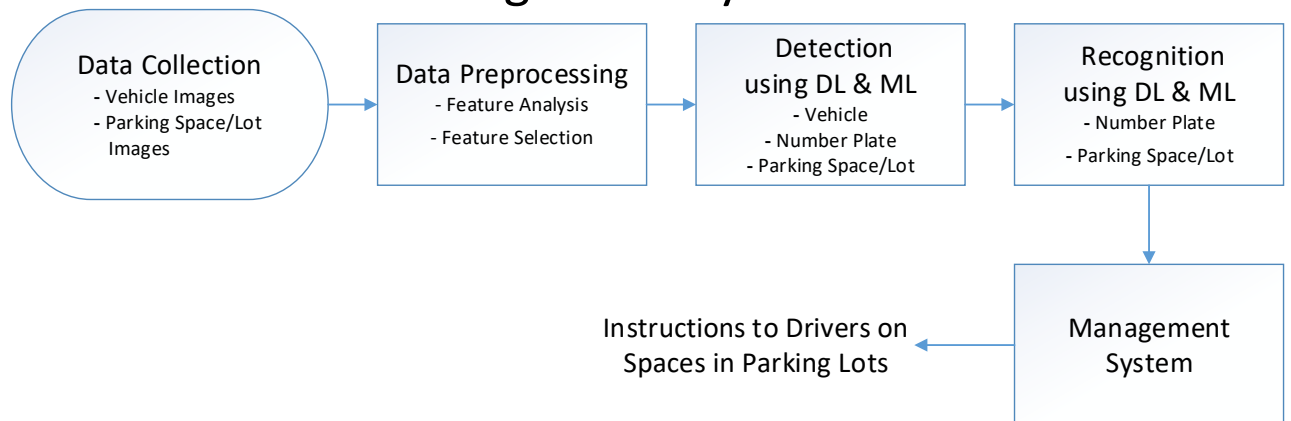 Data Collection
- Vehicle Images
- Parking Space/Lot
Images
Data Preprocessing
- Feature Analysis
- Feature Selection
Detection
using DL & ML
- Vehicle
- Number Plate
- Parking Space/Lot
Recognition
using DL & ML
- Number Plate
- Parking Space/Lot
Management
System
Instructions to Drivers on
Spaces in Parking Lots